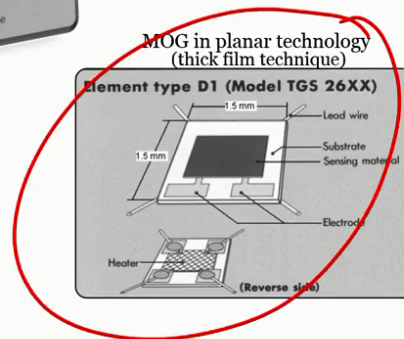 e
MOG in planar technology
(thick film technique)
Element type D1 (Model TGS 26XX)
1.5 mm
Lead wire
1.5 mm
Substrate
Sensing material
Electrode
Heater
(Reverse side)